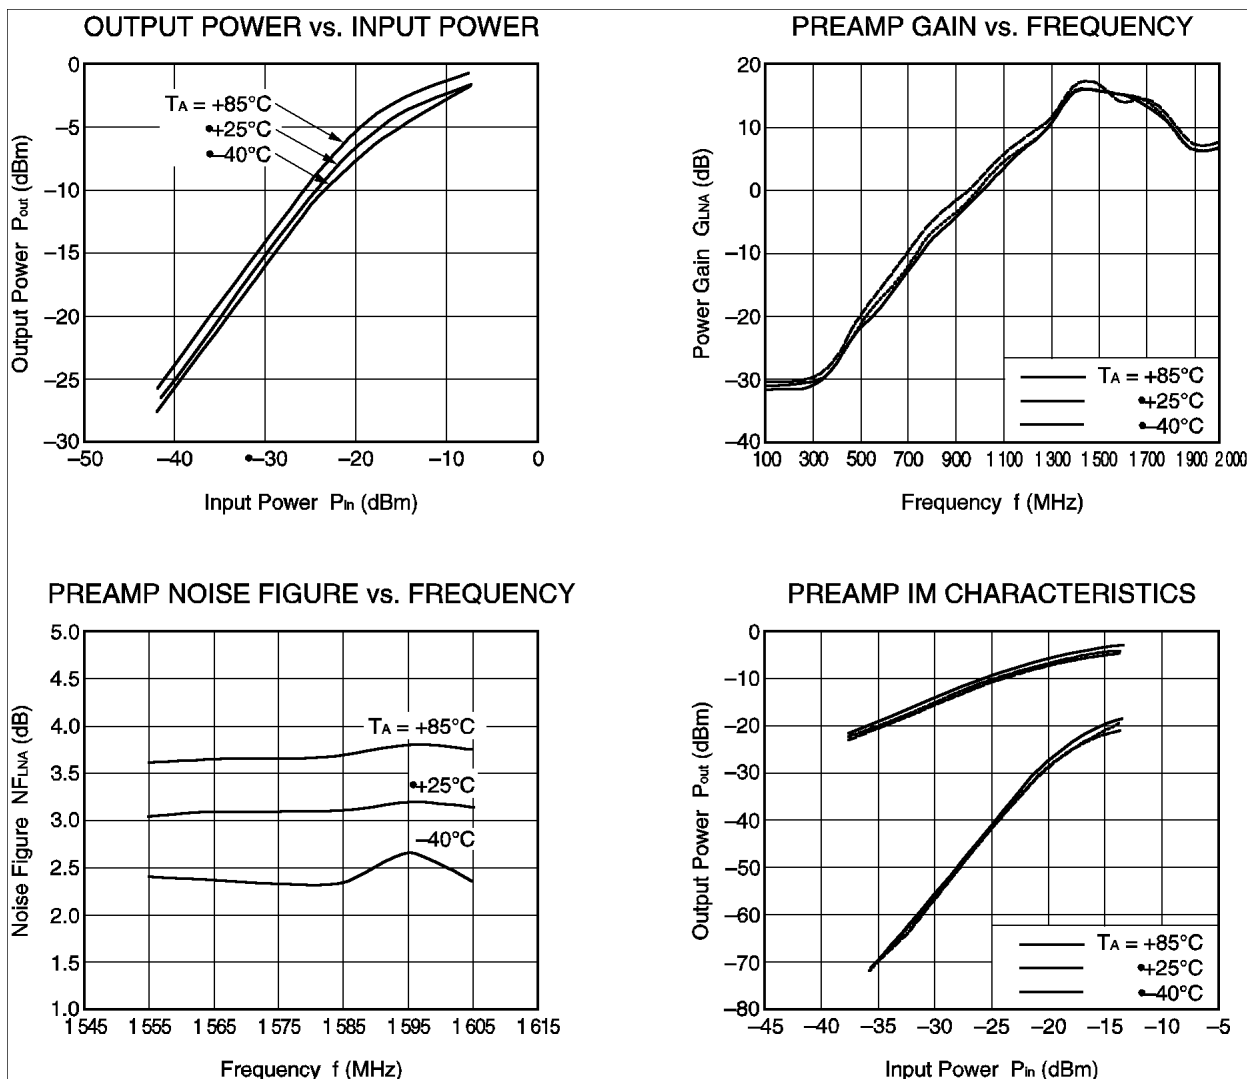 OUTPUT POWER vs. INPUT POWER
0
–5
–10
–15
–20
–25
–30
Output Power Pout (dBm)
TA = +85°C
+25°C
–40°C
–50 –40 –30 –20 –10 0
Input Power Pin (dBm)
PREAMP GAIN vs. FREQUENCY
20
10
0
–10
–20
–30
–40
Power Gain GLNA (dB)
TA = +85°C
+25°C
–40°C
100 300 500 700 900 1 100 1 300 1 500 1 700 1 900 2 000
Frequency f (MHz)
PREAMP NOISE FIGURE vs. FREQUENCY
5.0
4.5
4.0
3.5
3.0
2.5
2.0
1.5
1.0
Noise Figure NFLNA (dB)
TA = +85°C
+25°C
–40°C
1 545 1 555 1 565 1 575 1 585 1 595 1 605 1 615
Frequency f (MHz)
PREAMP IM CHARACTERISTICS
0
–10
–20
–30
–40
–50
–60
–70
–80
Output Power Pout (dBm)
TA = +85°C
+25°C
–40°C
–45 –40 –35 –30 –25 –20 –15 –10 –5
Input Power Pin (dBm)